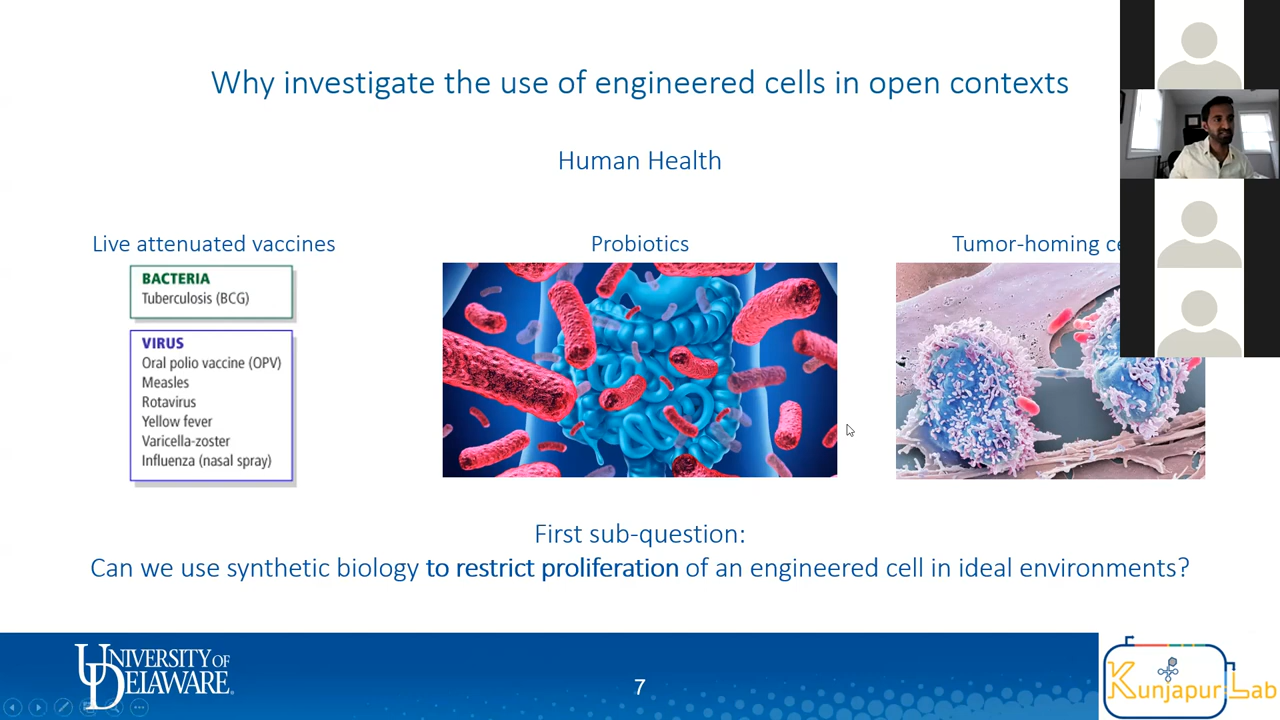 Why investigate the use of engineered cells in open contexts
Human Health
Live attenuated vaccines
BACTERIA
Tuberculosis (BCG)
VIRUS
Oral polio vaccine (OPV)
Measles
Rotavirus
Yellow fever
Varicella-zoster
Influenza (nasal spray)
Probiotics
Tumor-homing
First sub-question:
Can we use synthetic biology to restrict proliferation of an engineered cell in ideal environments?
UNIVERSITY OF
DELAWARE
7
Kunjapur Lab